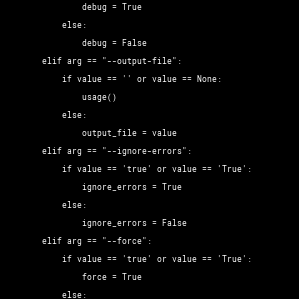 debug = True
else:
debug = False
elif arg == "--output-file":
if value == '' or value == None:
usage()
else:
output_file = value
elif arg == "--ignore-errors":
if value == 'true' or value == 'True':
ignore_errors = True
else:
ignore_errors = False
elif arg == "--force":
if value == 'true' or value == 'True':
force = True
else: